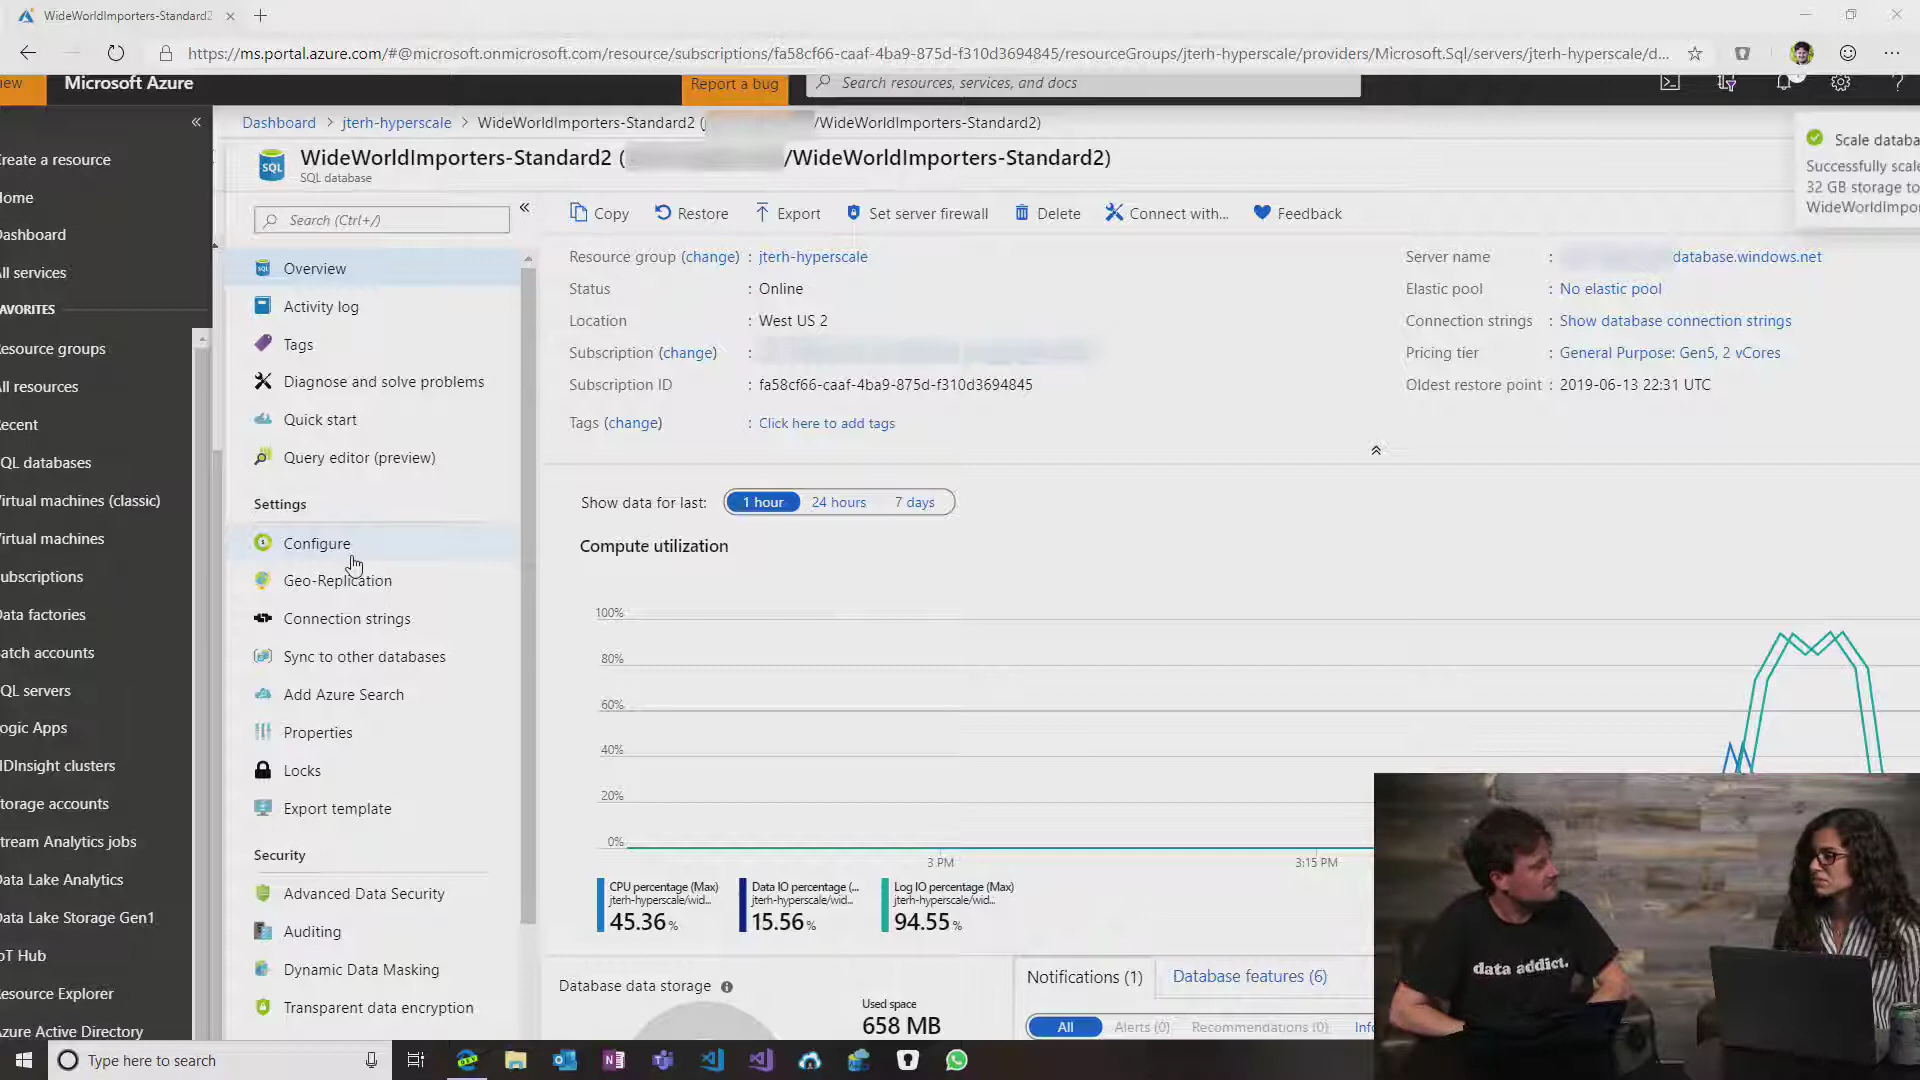 WideWorldImporters-Standard2
https://ms.portal.azure.com/#@microsoft.onmicrosoft.com/resource/subscriptions/fa58cf66-caaf-4ba9-875d-f310d3694845/resourceGroups/jterh-hyperscale/providers/Microsoft.Sql/servers/jterh-hyperscale/d...
iew
Microsoft Azure
Report a bug
Search resources, services, and docs
Dashboard > jterh-hyperscale > WideWorldImporters-Standard2 ( /WideWorldImporters-Standard2)
WideWorldImporters-Standard2 ( /WideWorldImporters-Standard2)
SQL
SQL database
Scale databa
Successfully scale
32 GB storage to
WideWorldImpor
reate a resource
ome
ashboard
ll services
AVORITES
esource groups
ll resources
ecent
QL databases
irtual machines (classic)
irtual machines
ubscriptions
ata factories
atch accounts
QL servers
ogic Apps
DInsight clusters
torage accounts
tream Analytics jobs
ata Lake Analytics
ata Lake Storage Gen1
oT Hub
esource Explorer
zure Active Directory
Search (Ctrl+/)
Overview
Activity log
Tags
Diagnose and solve problems
Quick start
Query editor (preview)
Settings
Configure
Geo-Replication
Connection strings
Sync to other databases
Add Azure Search
Properties
Locks
Export template
Security
Advanced Data Security
Auditing
Dynamic Data Masking
Transparent data encryption
Copy
Restore
Export
Set server firewall
Delete
Connect with...
Feedback
Resource group (change) : jterh-hyperscale
Status : Online
Location : West US 2
Subscription (change) :
Subscription ID : fa58cf66-caaf-4ba9-875d-f310d3694845
Tags (change) : Click here to add tags
Server name : database.windows.net
Elastic pool : No elastic pool
Connection strings : Show database connection strings
Pricing tier : General Purpose: Gen5, 2 vCores
Oldest restore point : 2019-06-13 22:31 UTC
Show data for last: 1 hour 24 hours 7 days
Compute utilization
100%
80%
60%
40%
20%
0%
3 PM
3:15 PM
CPU percentage (Max)
jterh-hyperscale/wid...
45.36 %
Data IO percentage (...
jterh-hyperscale/wid...
15.56 %
Log IO percentage (Max)
jterh-hyperscale/wid...
94.55 %
Database data storage
Used space
658 MB
Notifications (1)
Database features (6)
All
Alerts (0)
Recommendations (0)
Inf
data addict.
Type here to search